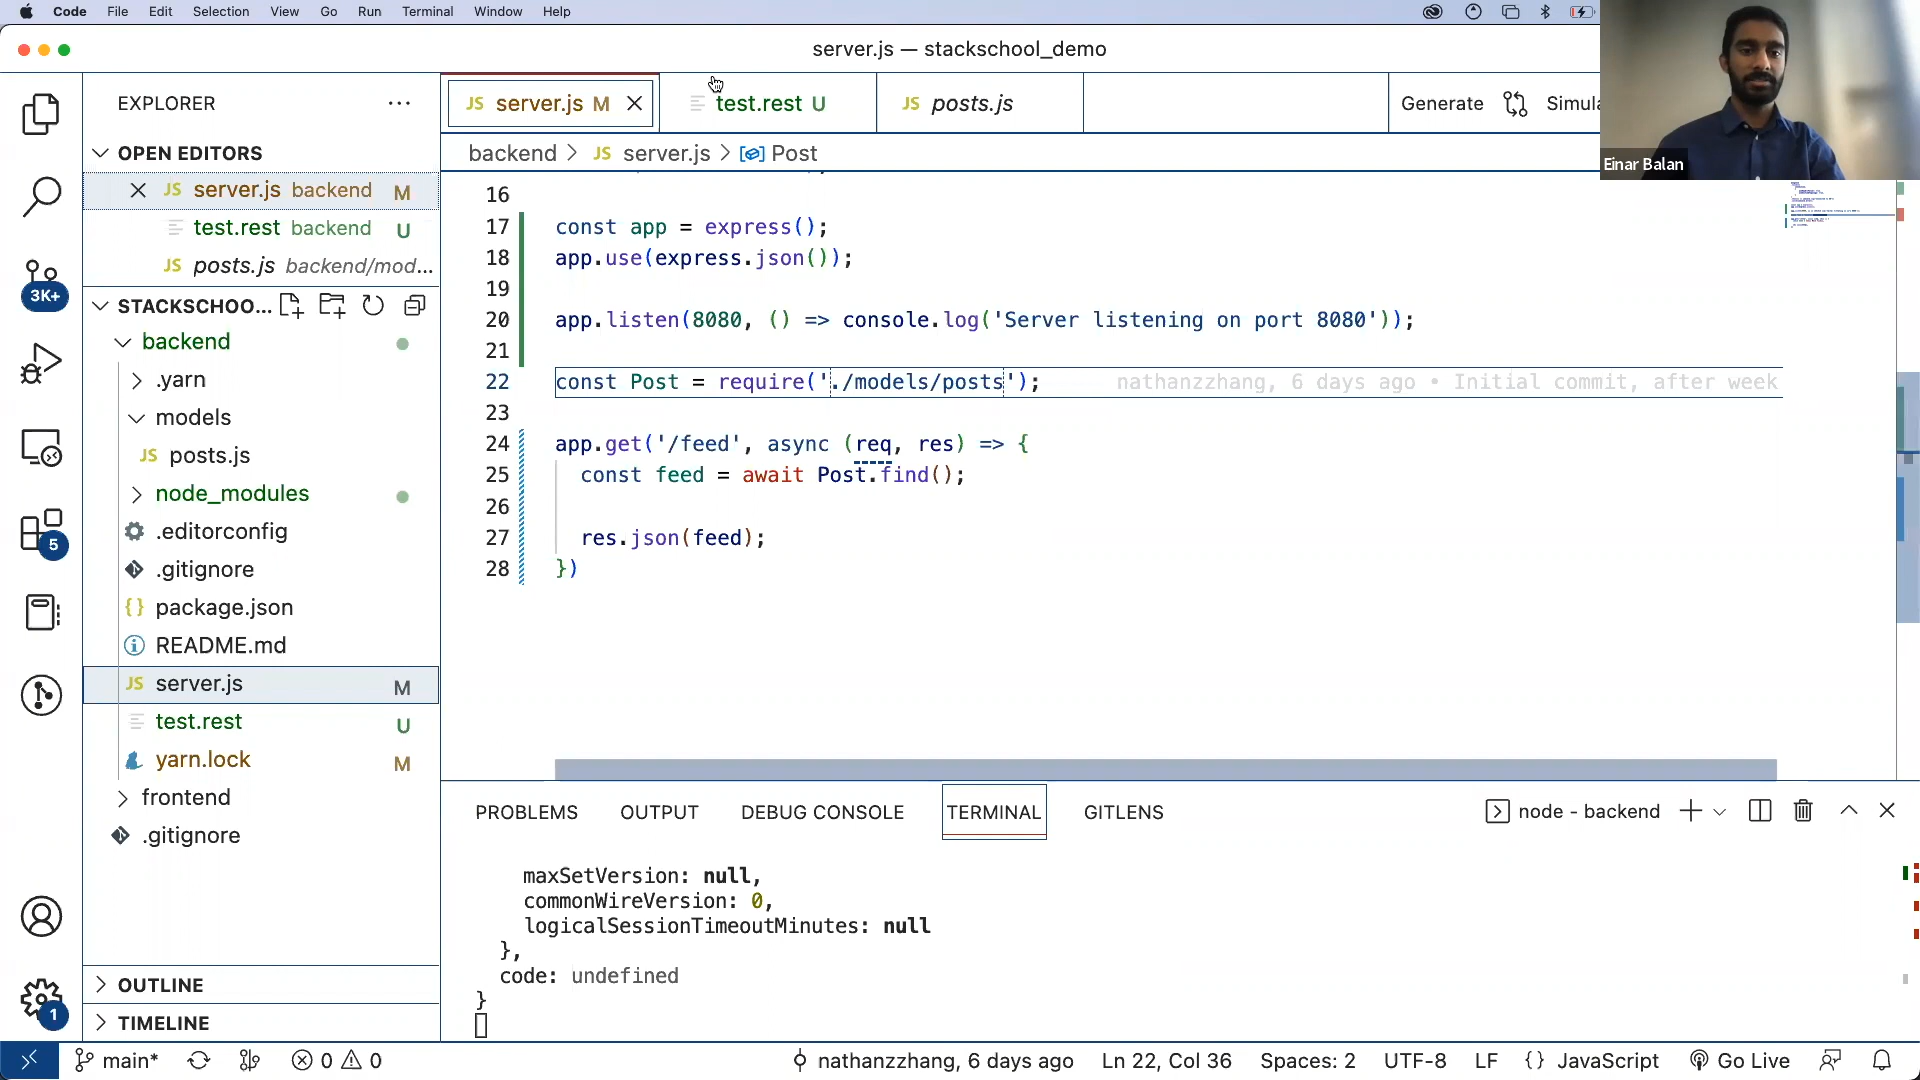 Code File Edit Selection View Go Run Terminal Window Help
server.js — stackschool_demo
EXPLORER
OPEN EDITORS
JS server.js backend M
test.rest backend U
JS posts.js backend/mod...
STACKSCHOO...
backend
.yarn
models
JS posts.js
node_modules
.editorconfig
.gitignore
package.json
README.md
JS server.js M
test.rest U
yarn.lock M
frontend
.gitignore
OUTLINE
TIMELINE
3K+
5
1
JS server.js M
test.rest U
JS posts.js
Generate Simula
Einar Balan
backend > JS server.js > Post
16
17 const app = express();
18 app.use(express.json());
19
20 app.listen(8080, () => console.log('Server listening on port 8080'));
21
22 const Post = require('./models/posts'); nathanzzhang, 6 days ago • Initial commit, after week
23
24 app.get('/feed', async (req, res) => {
25 const feed = await Post.find();
26
27 res.json(feed);
28 })
PROBLEMS OUTPUT DEBUG CONSOLE TERMINAL GITLENS
node - backend
maxSetVersion: null,
commonWireVersion: 0,
logicalSessionTimeoutMinutes: null
},
code: undefined
}
main* 0 0 nathanzzhang, 6 days ago Ln 22, Col 36 Spaces: 2 UTF-8 LF {} JavaScript Go Live